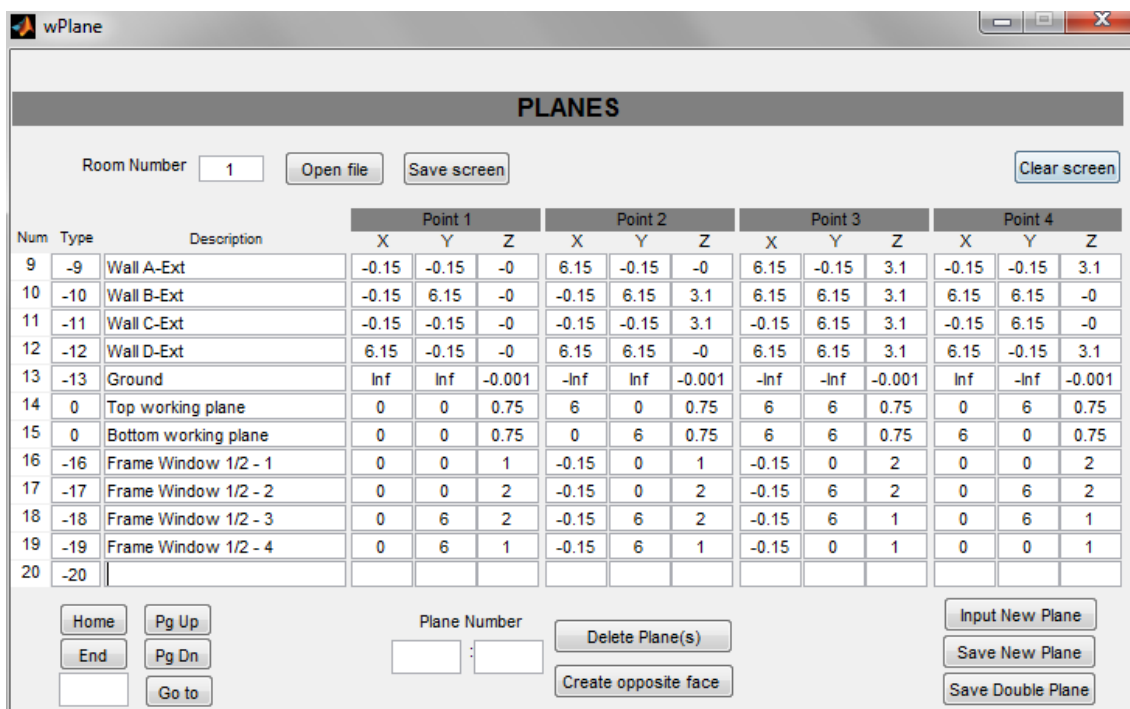 wPlane
PLANES
Room Number 1 Open file Save screen Clear screen
Point 1 Point 2 Point 3 Point 4
Num Type Description X Y Z X Y Z X Y Z X Y Z
9 -9 Wall A-Ext -0.15 -0.15 -0 6.15 -0.15 -0 6.15 -0.15 3.1 -0.15 -0.15 3.1
10 -10 Wall B-Ext -0.15 6.15 -0 -0.15 6.15 3.1 6.15 6.15 3.1 6.15 6.15 -0
11 -11 Wall C-Ext -0.15 -0.15 -0 -0.15 -0.15 3.1 -0.15 6.15 3.1 -0.15 6.15 -0
12 -12 Wall D-Ext 6.15 -0.15 -0 6.15 6.15 -0 6.15 6.15 3.1 6.15 -0.15 3.1
13 -13 Ground Inf Inf -0.001 -Inf Inf -0.001 -Inf -Inf -0.001 Inf -Inf -0.001
14 0 Top working plane 0 0 0.75 6 0 0.75 6 6 0.75 0 6 0.75
15 0 Bottom working plane 0 0 0.75 0 6 0.75 6 6 0.75 6 0 0.75
16 -16 Frame Window 1/2 - 1 0 0 1 -0.15 0 1 -0.15 0 2 0 0 2
17 -17 Frame Window 1/2 - 2 0 0 2 -0.15 0 2 -0.15 6 2 0 6 2
18 -18 Frame Window 1/2 - 3 0 6 2 -0.15 6 2 -0.15 6 1 0 6 1
19 -19 Frame Window 1/2 - 4 0 6 1 -0.15 6 1 -0.15 0 1 0 0 1
20 -20
Home Pg Up Plane Number Delete Plane(s) Input New Plane
End Pg Dn : Save New Plane
Go to Create opposite face Save Double Plane